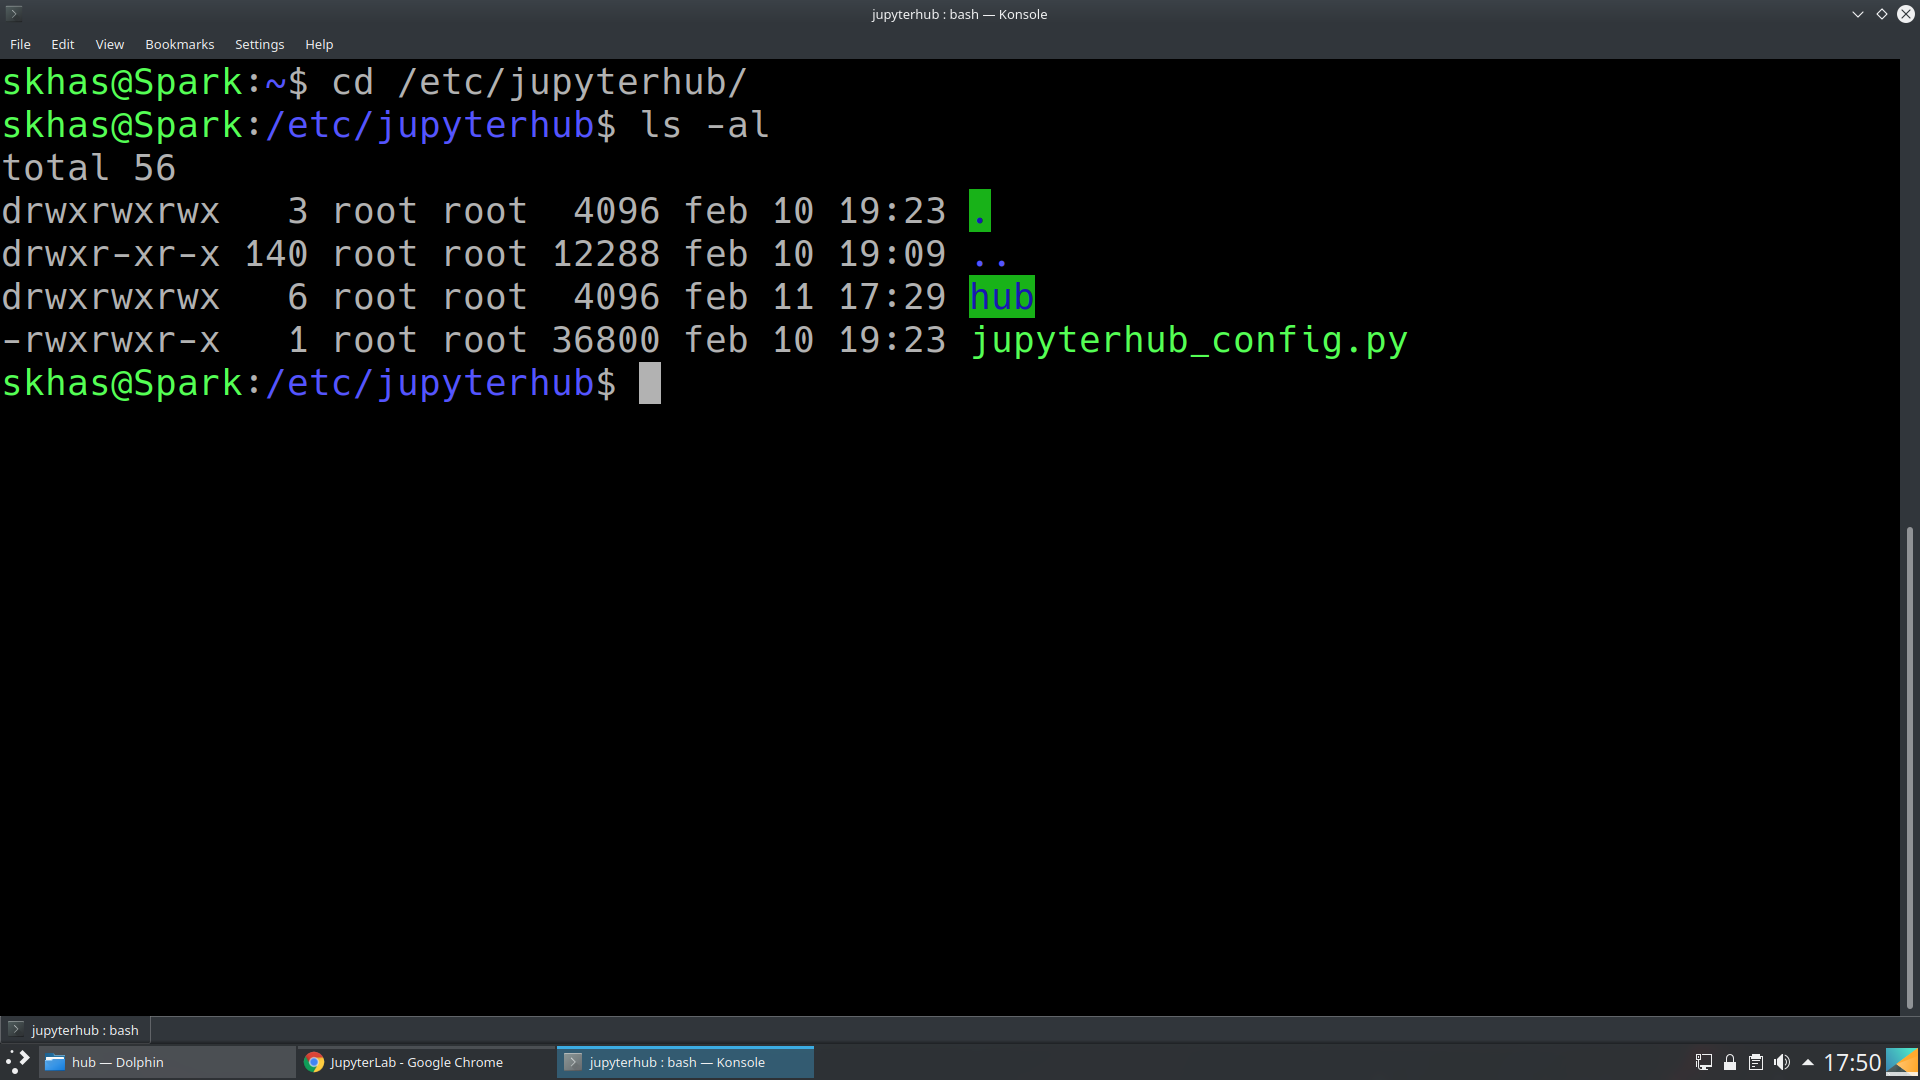 jupyterhub : bash — Konsole
File Edit View Bookmarks Settings Help
skhas@Spark:~$ cd /etc/jupyterhub/
skhas@Spark:/etc/jupyterhub$ ls -al
total 56
drwxrwxrwx   3 root root  4096 feb 10 19:23 .
drwxr-xr-x 140 root root 12288 feb 10 19:09 ..
drwxrwxrwx   6 root root  4096 feb 11 17:29 hub
-rwxrwxr-x   1 root root 36800 feb 10 19:23 jupyterhub_config.py
skhas@Spark:/etc/jupyterhub$
jupyterhub : bash
hub — Dolphin JupyterLab - Google Chrome jupyterhub : bash — Konsole 17:50